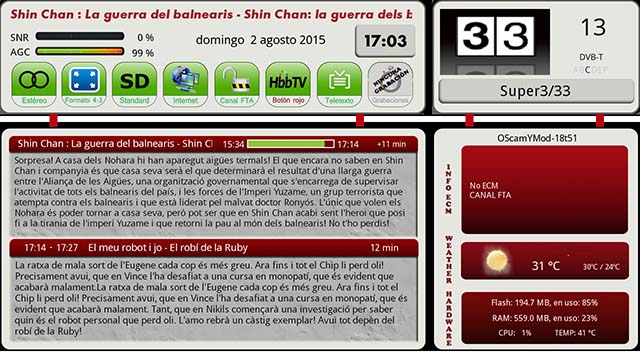 Shin Chan : La guerra del balnearis - Shin Chan: la guerra dels b
SNR 0 %
AGC 99 %
domingo 2 agosto 2015
17:03
Estéreo
Formato 4:3
SD
Standard
Internet
Canal FTA
HbbTV
Botòn rojo
Teletexto
NINGUNA GRABACIÓN
Grabaciones
33
13
DVB-T
ABCDEF
Super3/33
Shin Chan : La guerra del balnearis - Shin Cl 15:34 17:14 +11 min
Sorpresa! A casa dels Nohara hi han aparegut aigües termals! El que encara no saben en Shin
Chan i companyia és que casa seva serà el que determinarà el resultat d'una llarga guerra
entre l'Aliança de les Aigües, una organització governamental que s'encarrega de supervisar
l'activitat de tots els balnearis del país, i les forces de l'Imperi Yuzame, un grup terrorista que
atempta contra els balnearis i que està liderat pel malvat doctor Ronyós. L'únic que volen els
Nohara és poder tornar a casa seva, però pot ser que en Shin Chan acabi sent l'heroi que posi
fi a la tirania de l'imperi Yuzame i que retorni la pau al món dels balnearis! No t'ho perdis!
17:14 - 17:27 El meu robot i jo - El robí de la Ruby 12 min
La ratxa de mala sort de l'Eugene cada cop és més greu. Ara fins i tot el Chip li perd oli!
Precisament avui, que en Vince l'ha desafiat a una cursa en monopatí, que és evident que
acabarà malament.La ratxa de mala sort de l'Eugene cada cop és més greu. Ara fins i tot el
Chip li perd oli! Precisament avui, que en Vince l'ha desafiat a una cursa en monopatí, que és
evident que acabarà malament. Tant, que en Nikils començarà una investigació per saber
quin és el robot personal que perd oli. L'amo rebrà un càstig exemplar! Avui tot depèn del
robí de la Ruby!
OScamYMod-18t51
INFO ECM
No ECM
CANAL FTA
WEATHER
31 °C
30ºC / 24ºC
HARDWARE
Flash: 194.7 MB, en uso: 85%
RAM: 559.0 MB, en uso: 23%
CPU: 1% TEMP: 41 °C